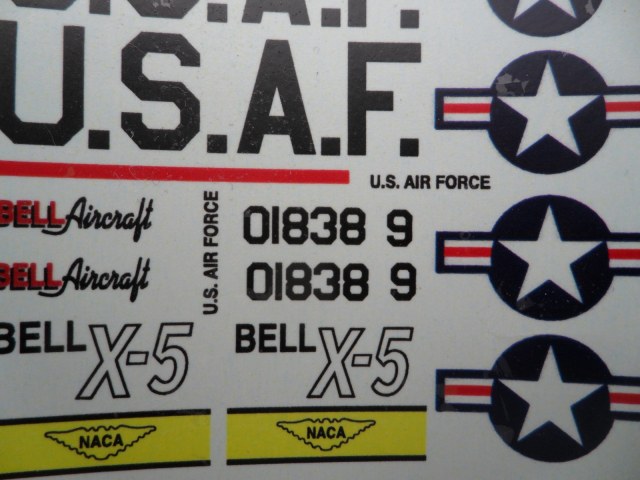 U.S.A.F.
U.S.A.F.
U.S. AIR FORCE
BELL Aircraft
U.S. AIR FORCE
01838 9
BELL Aircraft
01838 9
BELL X-5
BELL X-5
NACA
NACA